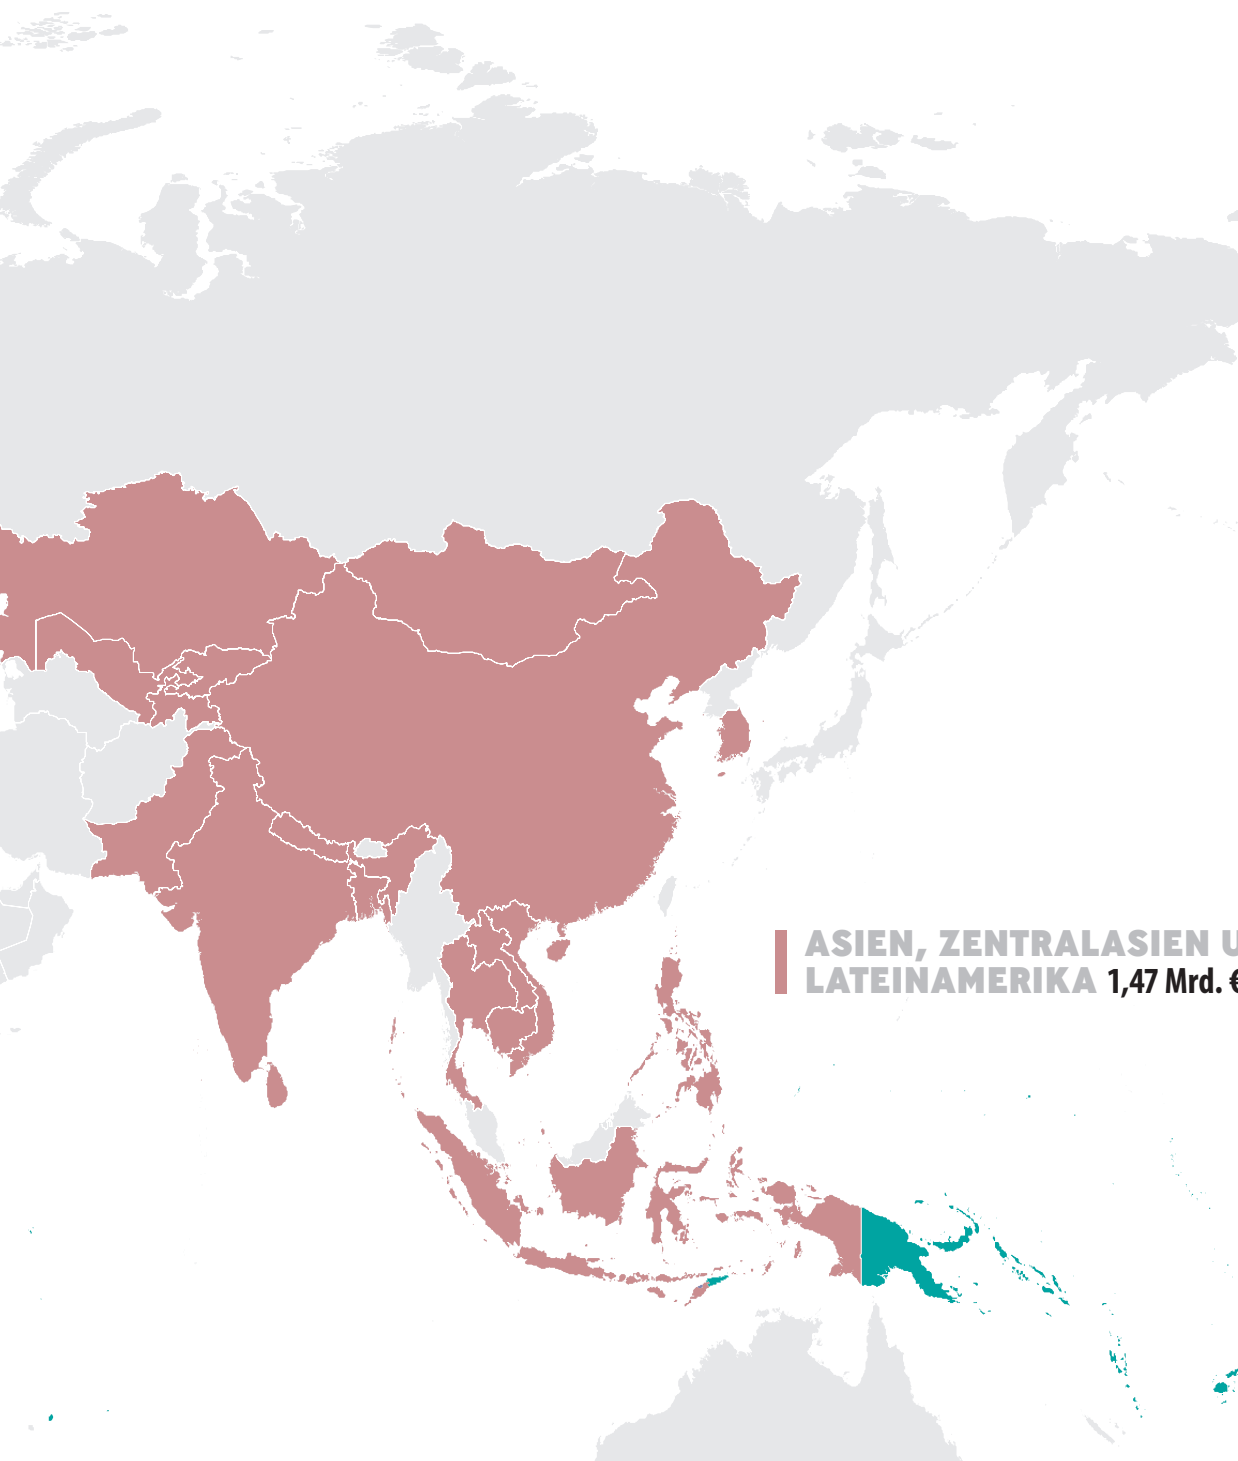 ASIEN, ZENTRALASIEN U
LATEINAMERIKA 1,47 Mrd. €